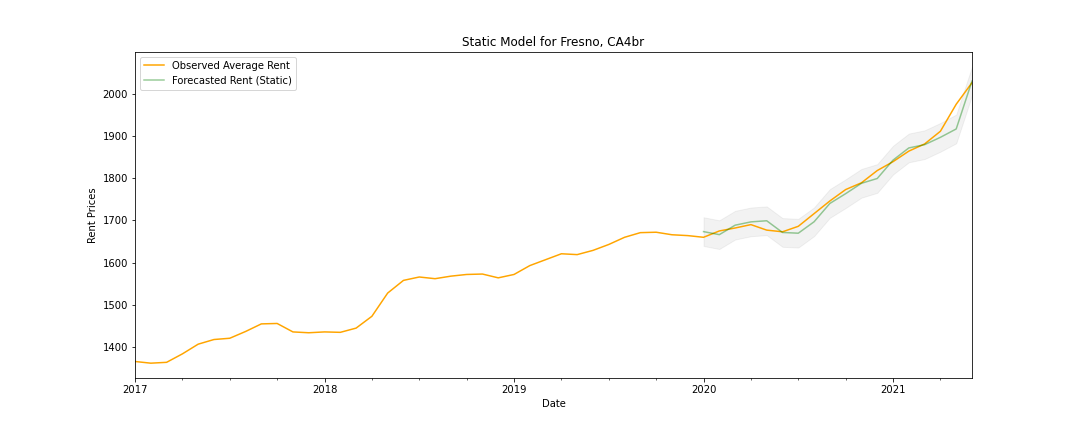 Static Model for Fresno, CA4br
Observed Average Rent
Forecasted Rent (Static)
2000
1900
1800
1700
1600
1500
1400
Rent Prices
2017
2018
2019
2020
2021
Date